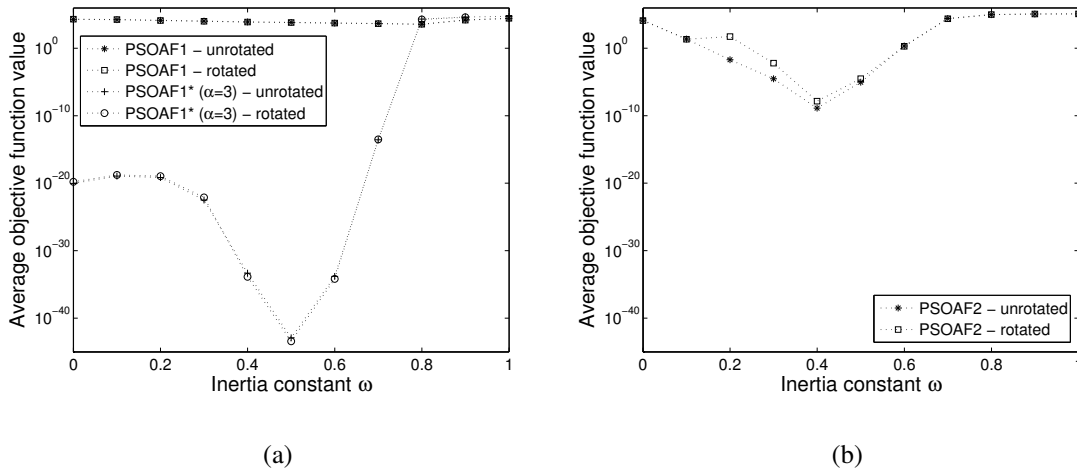 Average objective function value
10^0
10^-10
10^-20
10^-30
10^-40
PSOAF1 – unrotated
PSOAF1 – rotated
PSOAF1* (α=3) – unrotated
PSOAF1* (α=3) – rotated
0 0.2 0.4 0.6 0.8 1
Inertia constant ω
(a)
Average objective function value
10^0
10^-10
10^-20
10^-30
10^-40
PSOAF2 – unrotated
PSOAF2 – rotated
0 0.2 0.4 0.6 0.8 1
Inertia constant ω
(b)